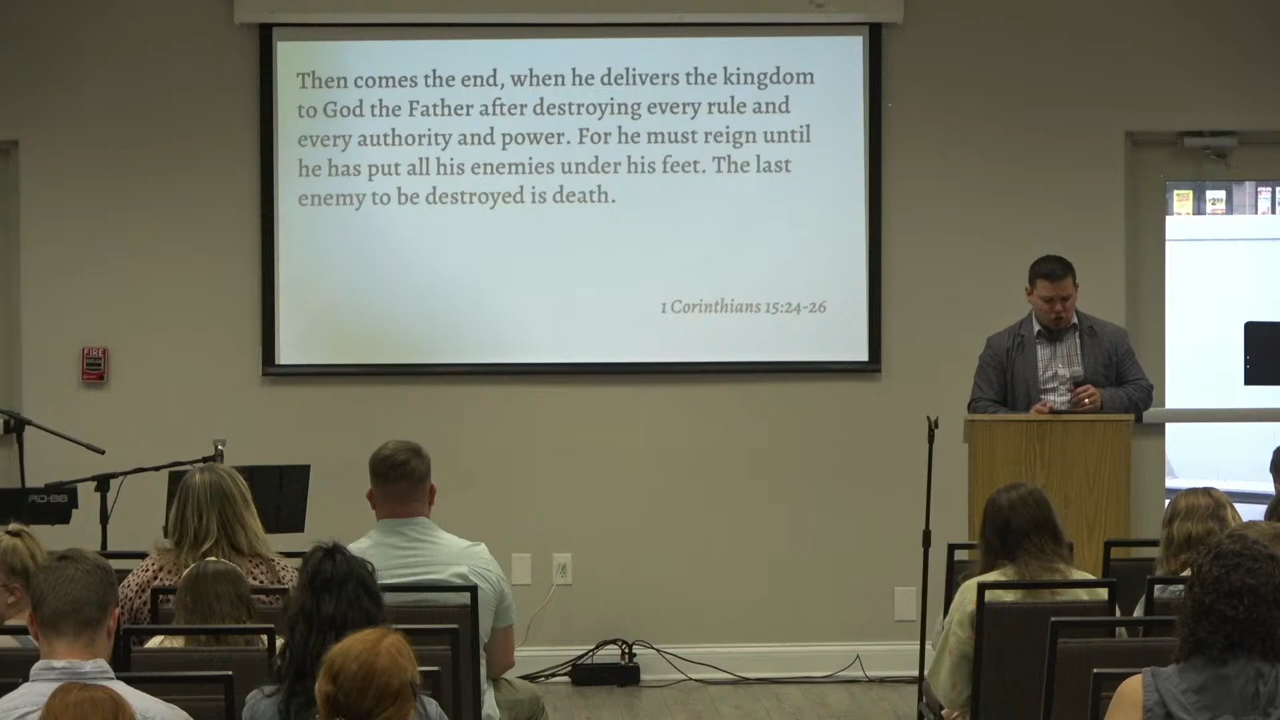 Then comes the end, when he delivers the kingdom
to God the Father after destroying every rule and
every authority and power. For he must reign until
he has put all his enemies under his feet. The last
enemy to be destroyed is death.
1 Corinthians 15:24-26
FIRE
RD-88